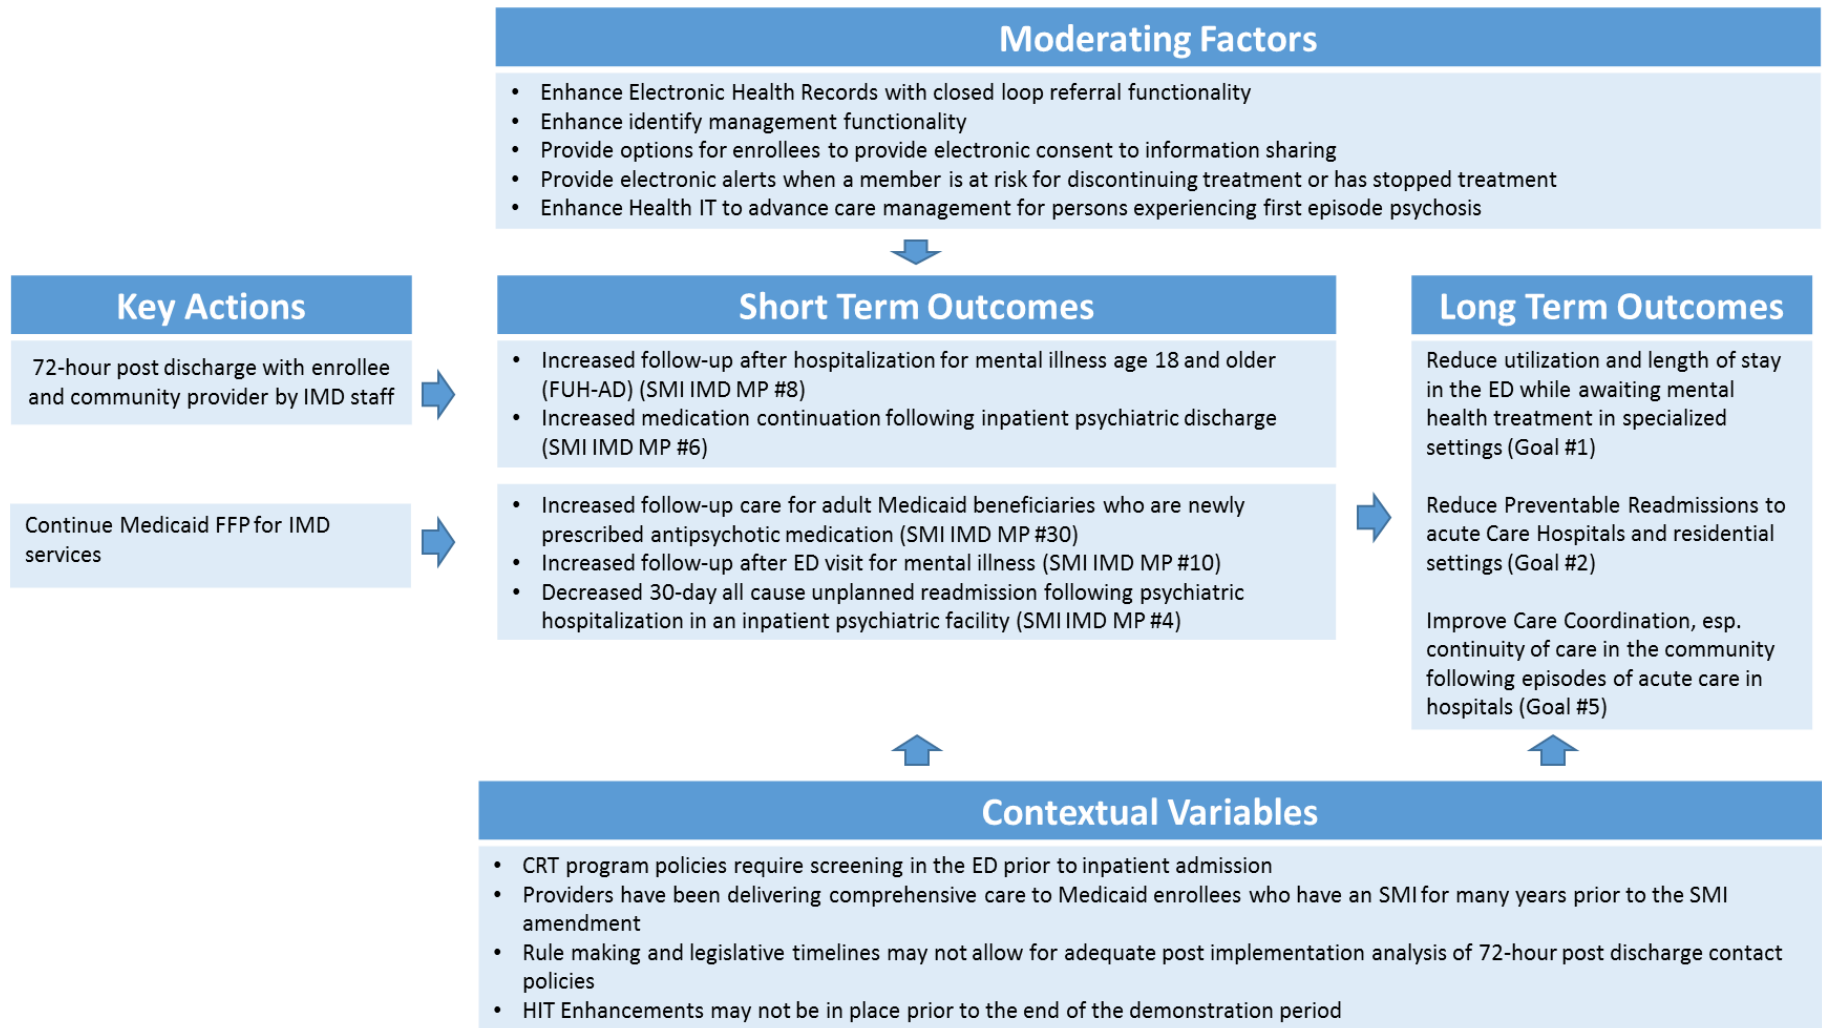 Moderating Factors
• Enhance Electronic Health Records with closed loop referral functionality
• Enhance identify management functionality
• Provide options for enrollees to provide electronic consent to information sharing
• Provide electronic alerts when a member is at risk for discontinuing treatment or has stopped treatment
• Enhance Health IT to advance care management for persons experiencing first episode psychosis
Key Actions
72-hour post discharge with enrollee
and community provider by IMD staff
Continue Medicaid FFP for IMD
services
Short Term Outcomes
• Increased follow-up after hospitalization for mental illness age 18 and older
(FUH-AD) (SMI IMD MP #8)
• Increased medication continuation following inpatient psychiatric discharge
(SMI IMD MP #6)
• Increased follow-up care for adult Medicaid beneficiaries who are newly
prescribed antipsychotic medication (SMI IMD MP #30)
• Increased follow-up after ED visit for mental illness (SMI IMD MP #10)
• Decreased 30-day all cause unplanned readmission following psychiatric
hospitalization in an inpatient psychiatric facility (SMI IMD MP #4)
Long Term Outcomes
Reduce utilization and length of stay
in the ED while awaiting mental
health treatment in specialized
settings (Goal #1)
Reduce Preventable Readmissions to
acute Care Hospitals and residential
settings (Goal #2)
Improve Care Coordination, esp.
continuity of care in the community
following episodes of acute care in
hospitals (Goal #5)
Contextual Variables
• CRT program policies require screening in the ED prior to inpatient admission
• Providers have been delivering comprehensive care to Medicaid enrollees who have an SMI for many years prior to the SMI
amendment
• Rule making and legislative timelines may not allow for adequate post implementation analysis of 72-hour post discharge contact
policies
• HIT Enhancements may not be in place prior to the end of the demonstration period